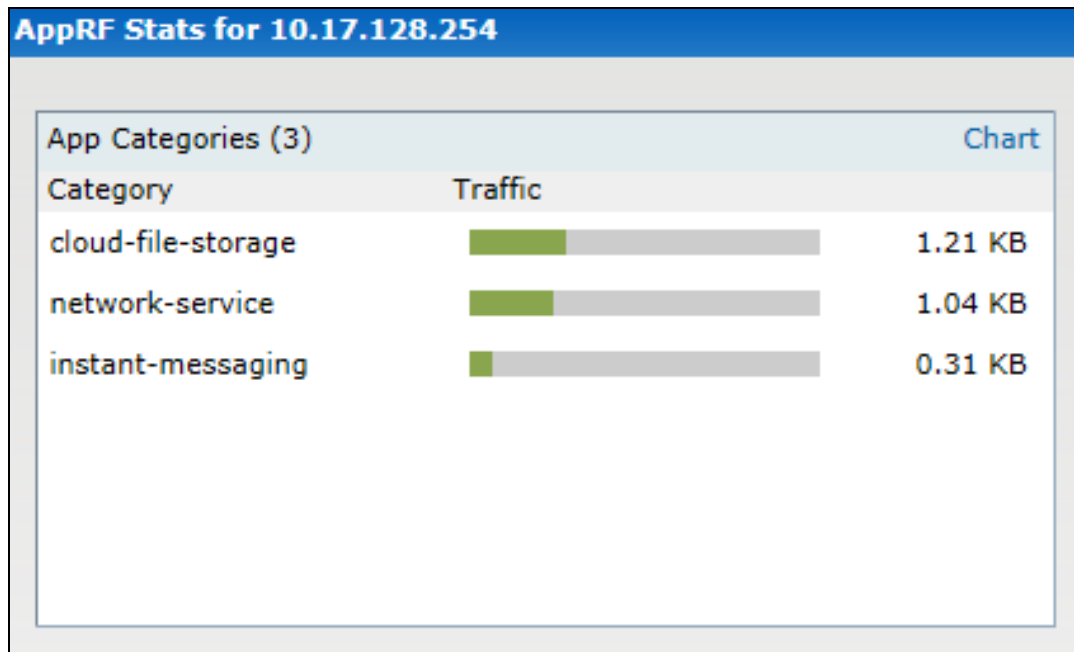 AppRF Stats for 10.17.128.254
App Categories (3) Chart
Category Traffic
cloud-file-storage 1.21 KB
network-service 1.04 KB
instant-messaging 0.31 KB